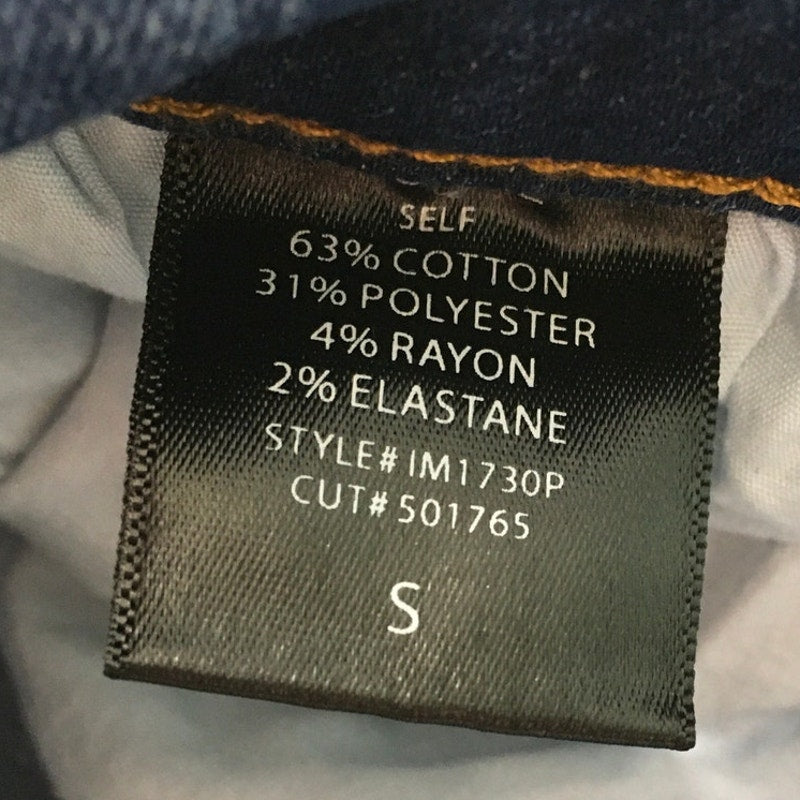 SELF
63% COTTON
31% POLYESTER
4% RAYON
2% ELASTANE
STYLE# IM1730P
CUT# 501765
S